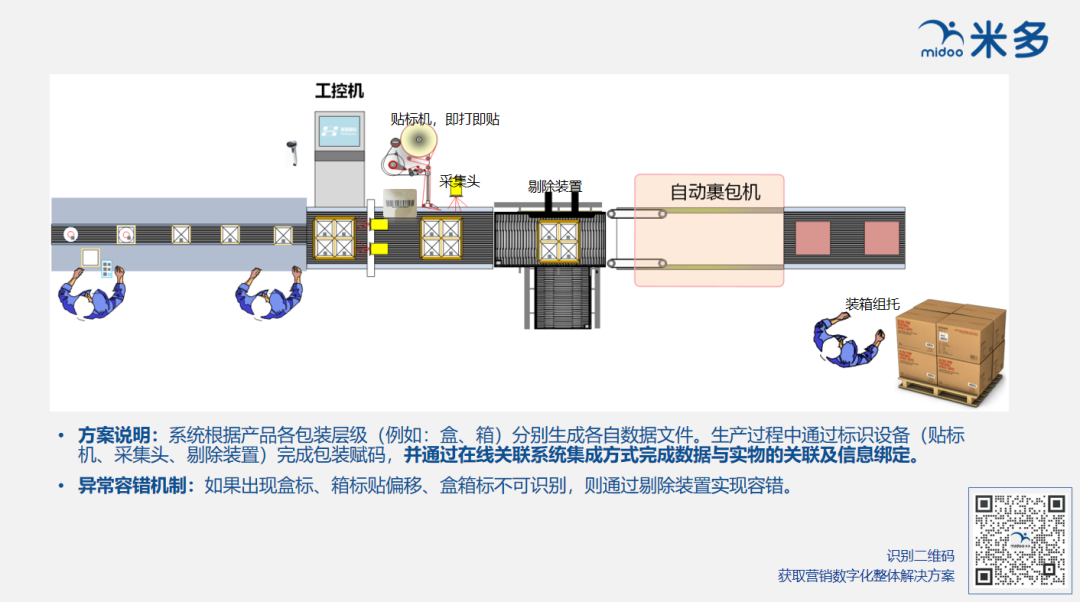 midoo 米多
工控机
贴标机，即打即贴
采集头
剔除装置
自动裹包机
装箱组托
• 方案说明：系统根据产品各包装层级（例如：盒、箱）分别生成各自数据文件。生产过程中通过标识设备（贴标
机、采集头、剔除装置）完成包装赋码，并通过在线关联系统集成方式完成数据与实物的关联及信息绑定。
• 异常容错机制：如果出现盒标、箱标贴偏移、盒箱标不可识别，则通过剔除装置实现容错。
识别二维码
获取营销数字化整体解决方案